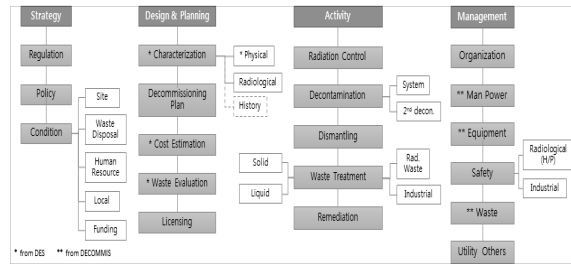 Strategy
Regulation
Policy
Condition
Site
Waste
Disposal
Human
Resource
Local
Funding
* from DES ** from DECOMMIS
Design & Planning
* Characterization
* Physical
Radiological
History
Decommissioning
Plan
* Cost Estimation
* Waste Evaluation
Licensing
Activity
Radiation Control
Decontamination
System
2nd decon.
Dismantling
Solid
Liquid
Waste Treatment
Rad.
Waste
Industrial
Remediation
Management
Organization
** Man Power
** Equipment
Safety
Radiological
(H/P)
Industrial
** Waste
Utility Others